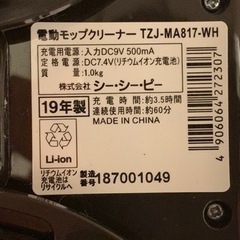 電動モップクリーナー TZJ-MA817-WH
充電用電源：入力DC9V 500mA
定格電源：DC7.4V(リチウムイオン充電池)
質量：1.0kg
株式会社 シー・シー・ピー
19年製
充電時間：約3.5時間
連続使用時間：約60分
MADE IN CHINA
Li-ion
リチウムイオン
充電池は
リサイクルへ
製造
番号
187001049
4906064272307